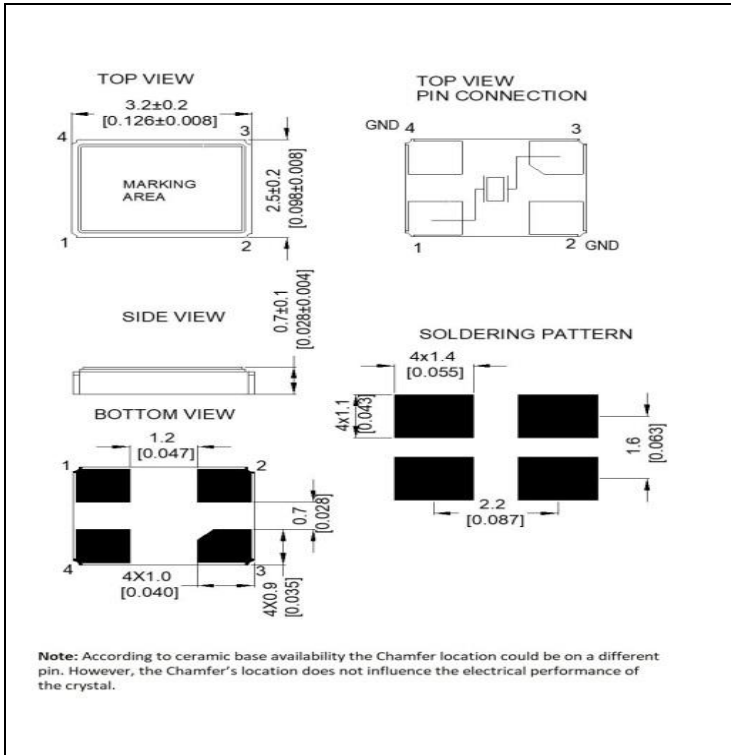 TOP VIEW
3.2±0.2
[0.126±0.008]
4
3
MARKING
AREA
2.5±0.2
[0.098±0.008]
1
2
TOP VIEW
PIN CONNECTION
GND 4
3
1
2 GND
SIDE VIEW
0.7±0.1
[0.028±0.004]
SOLDERING PATTERN
4x1.4
[0.055]
4x1.1
[0.043]
1.6
[0.063]
2.2
[0.087]
BOTTOM VIEW
1.2
[0.047]
1
2
0.7
[0.028]
4
3
4X1.0
[0.040]
4X0.9
[0.035]
Note: According to ceramic base availability the Chamfer location could be on a different
pin. However, the Chamfer's location does not influence the electrical performance of
the crystal.